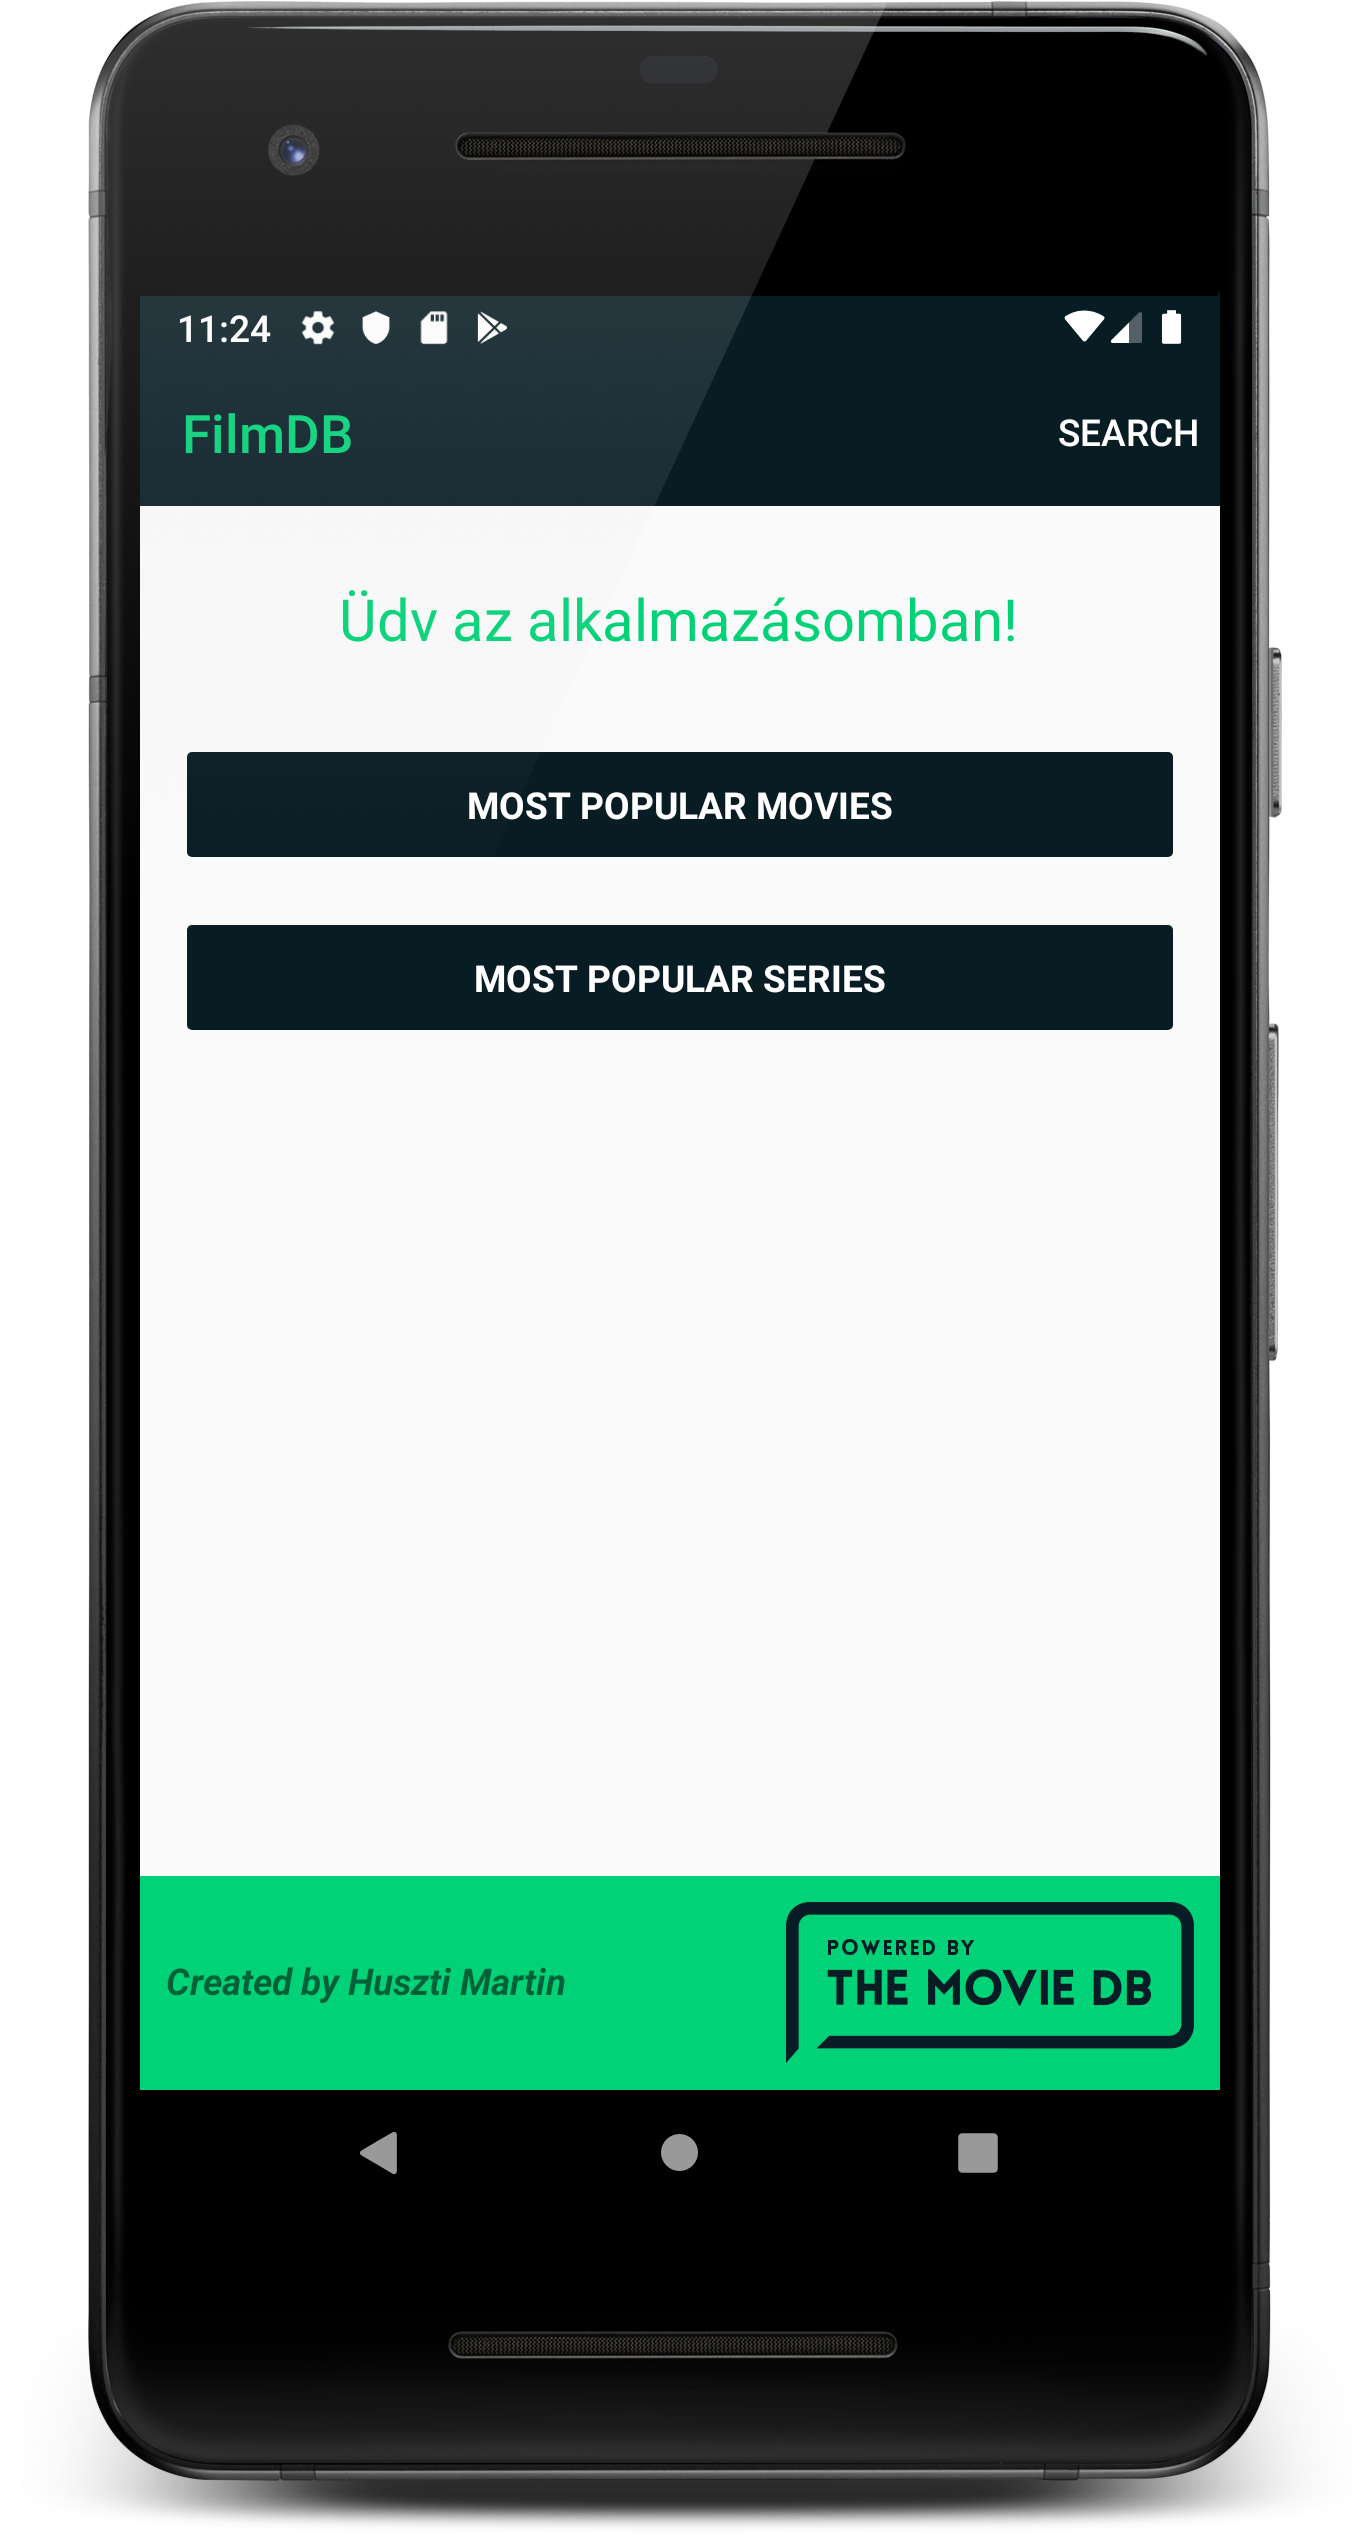 11:24
FilmDB
SEARCH
Üdv az alkalmazásomban!
MOST POPULAR MOVIES
MOST POPULAR SERIES
Created by Huszti Martin
POWERED BY
THE MOVIE DB